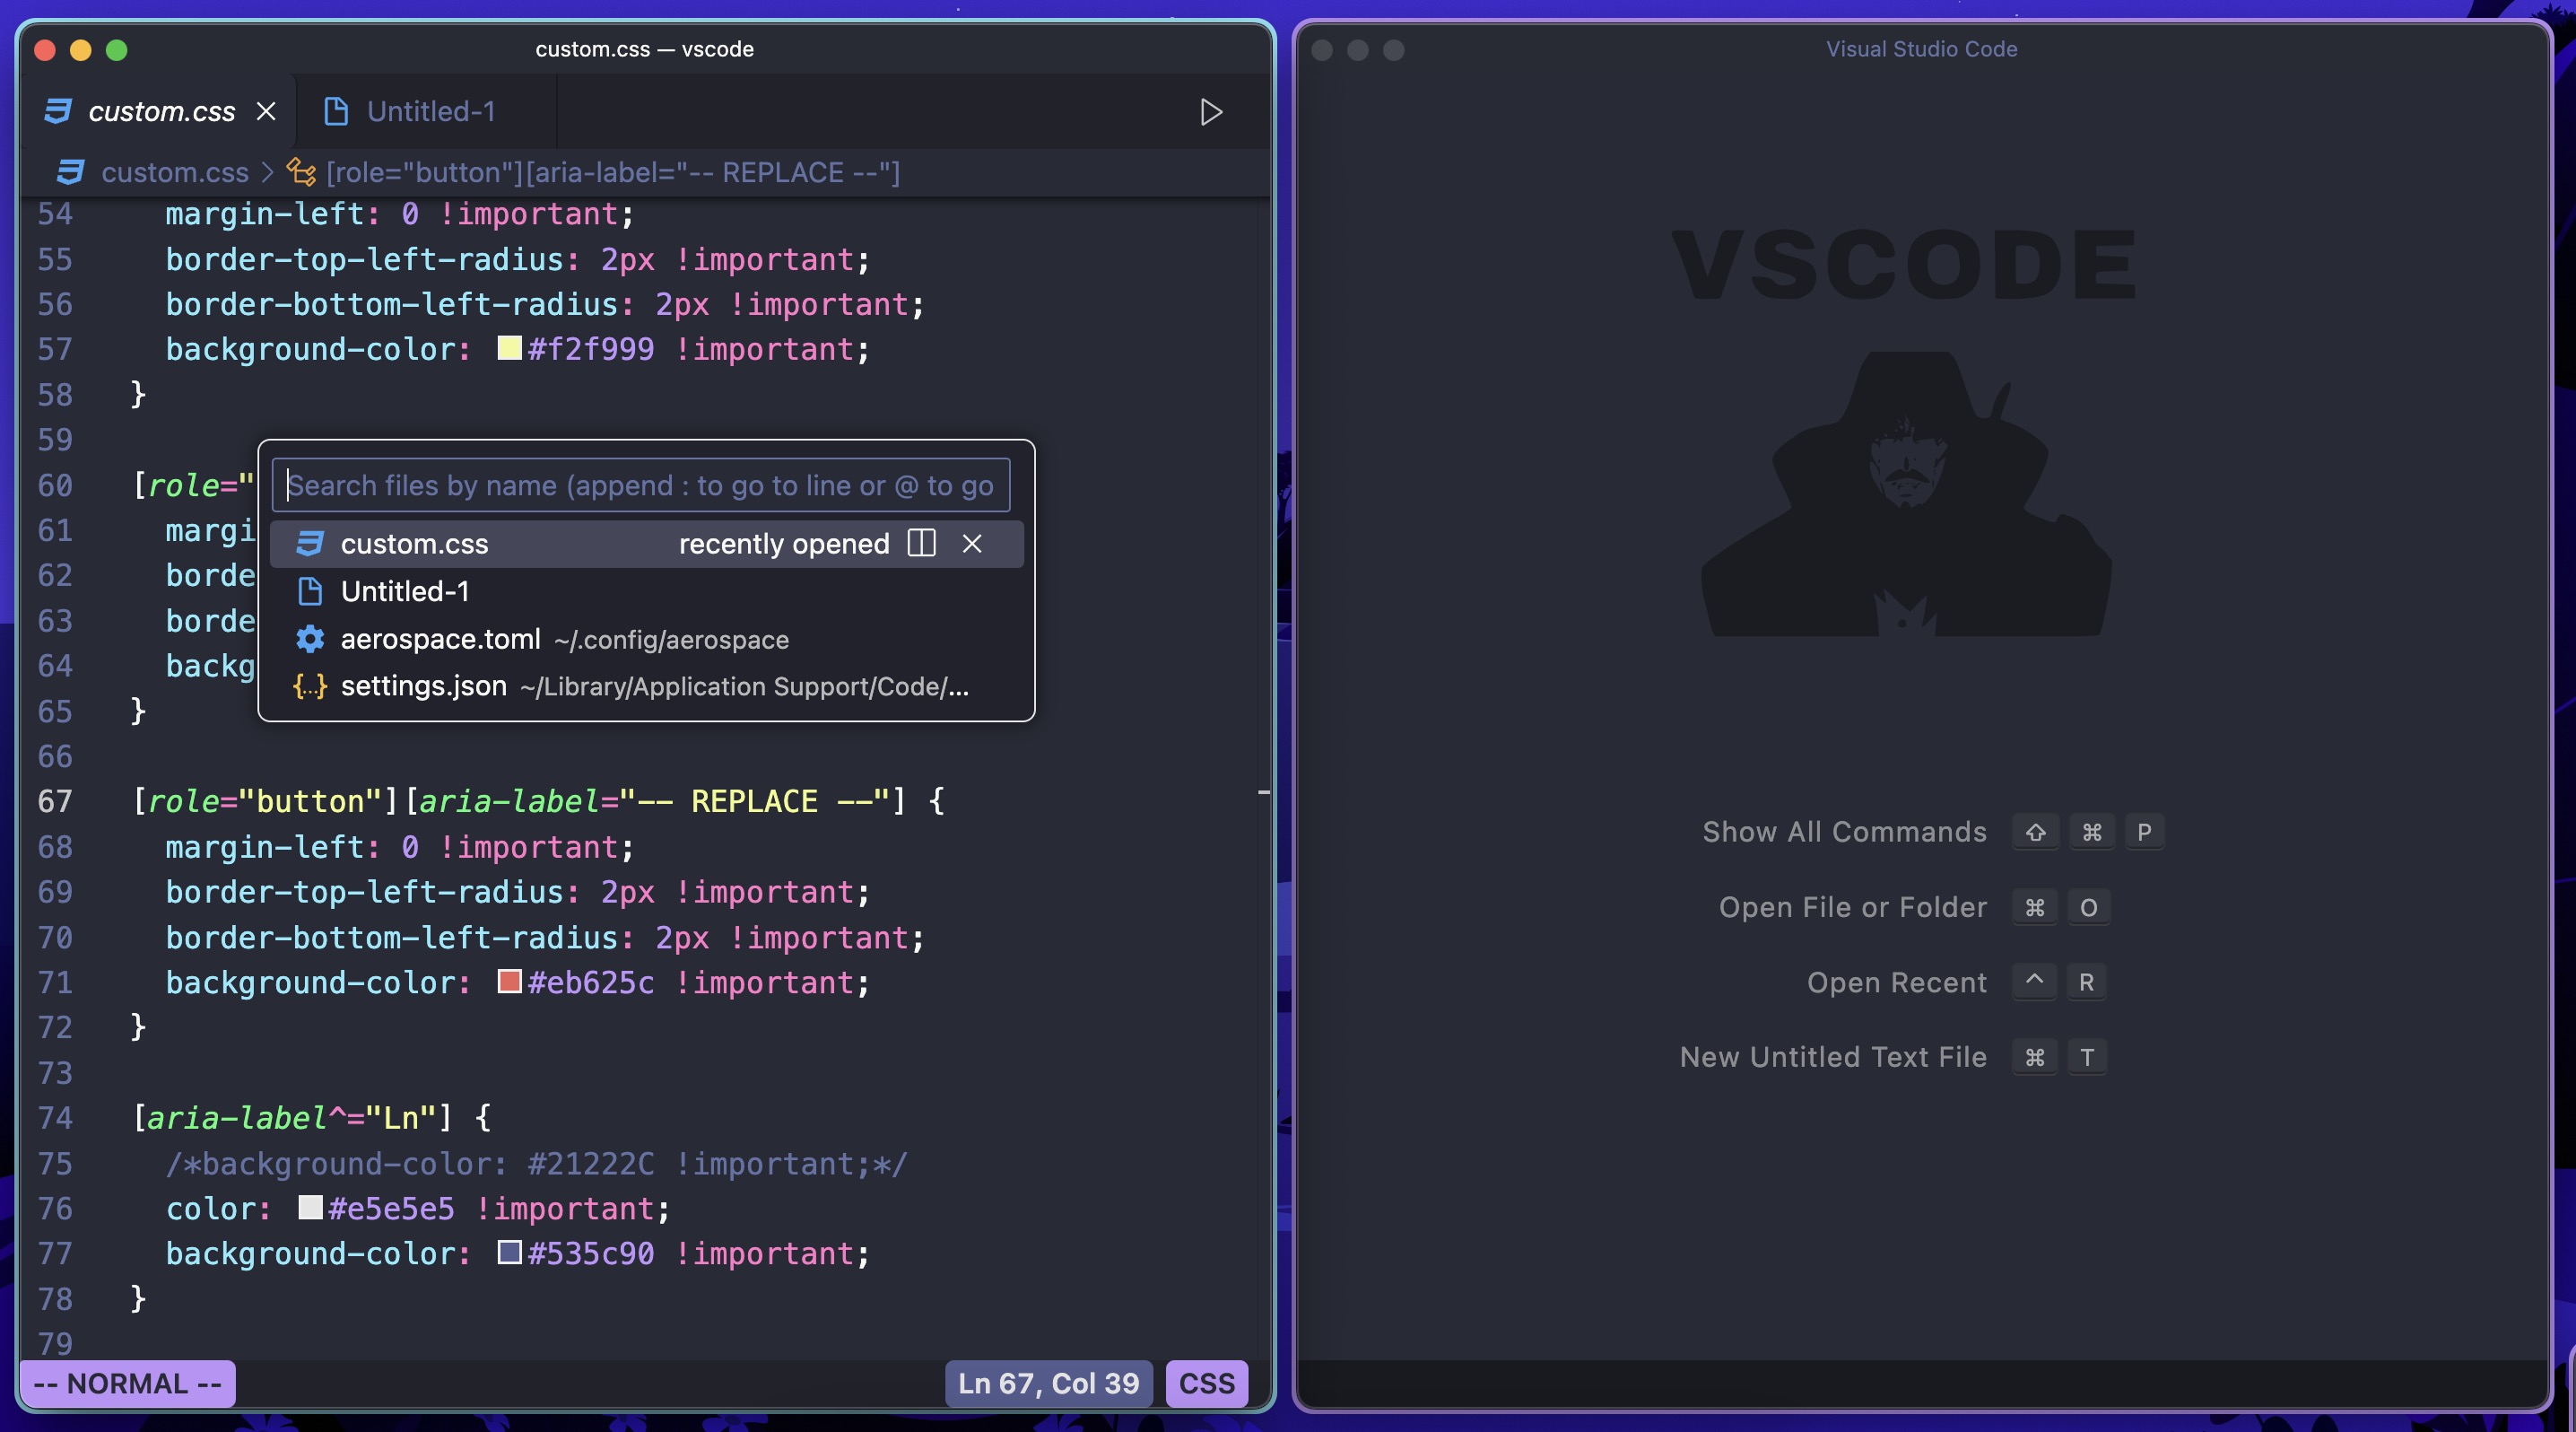 custom.css — vscode
custom.css
Untitled-1
custom.css > [role="button"][aria-label="-- REPLACE --"]
54 margin-left: 0 !important;
55 border-top-left-radius: 2px !important;
56 border-bottom-left-radius: 2px !important;
57 background-color: #f2f999 !important;
58 }
59
60 [role="
61 margi
62 borde
63 borde
64 backg
65 }
66
67 [role="button"][aria-label="-- REPLACE --"] {
68 margin-left: 0 !important;
69 border-top-left-radius: 2px !important;
70 border-bottom-left-radius: 2px !important;
71 background-color: #eb625c !important;
72 }
73
74 [aria-label^="Ln"] {
75 /*background-color: #21222C !important;*/
76 color: #e5e5e5 !important;
77 background-color: #535c90 !important;
78 }
79
Search files by name (append : to go to line or @ to go
custom.css recently opened
Untitled-1
aerospace.toml ~/.config/aerospace
{...} settings.json ~/Library/Application Support/Code/...
-- NORMAL --
Ln 67, Col 39
CSS
Visual Studio Code
VSCODE
Show All Commands ⇧ ⌘ P
Open File or Folder ⌘ O
Open Recent ^ R
New Untitled Text File ⌘ T